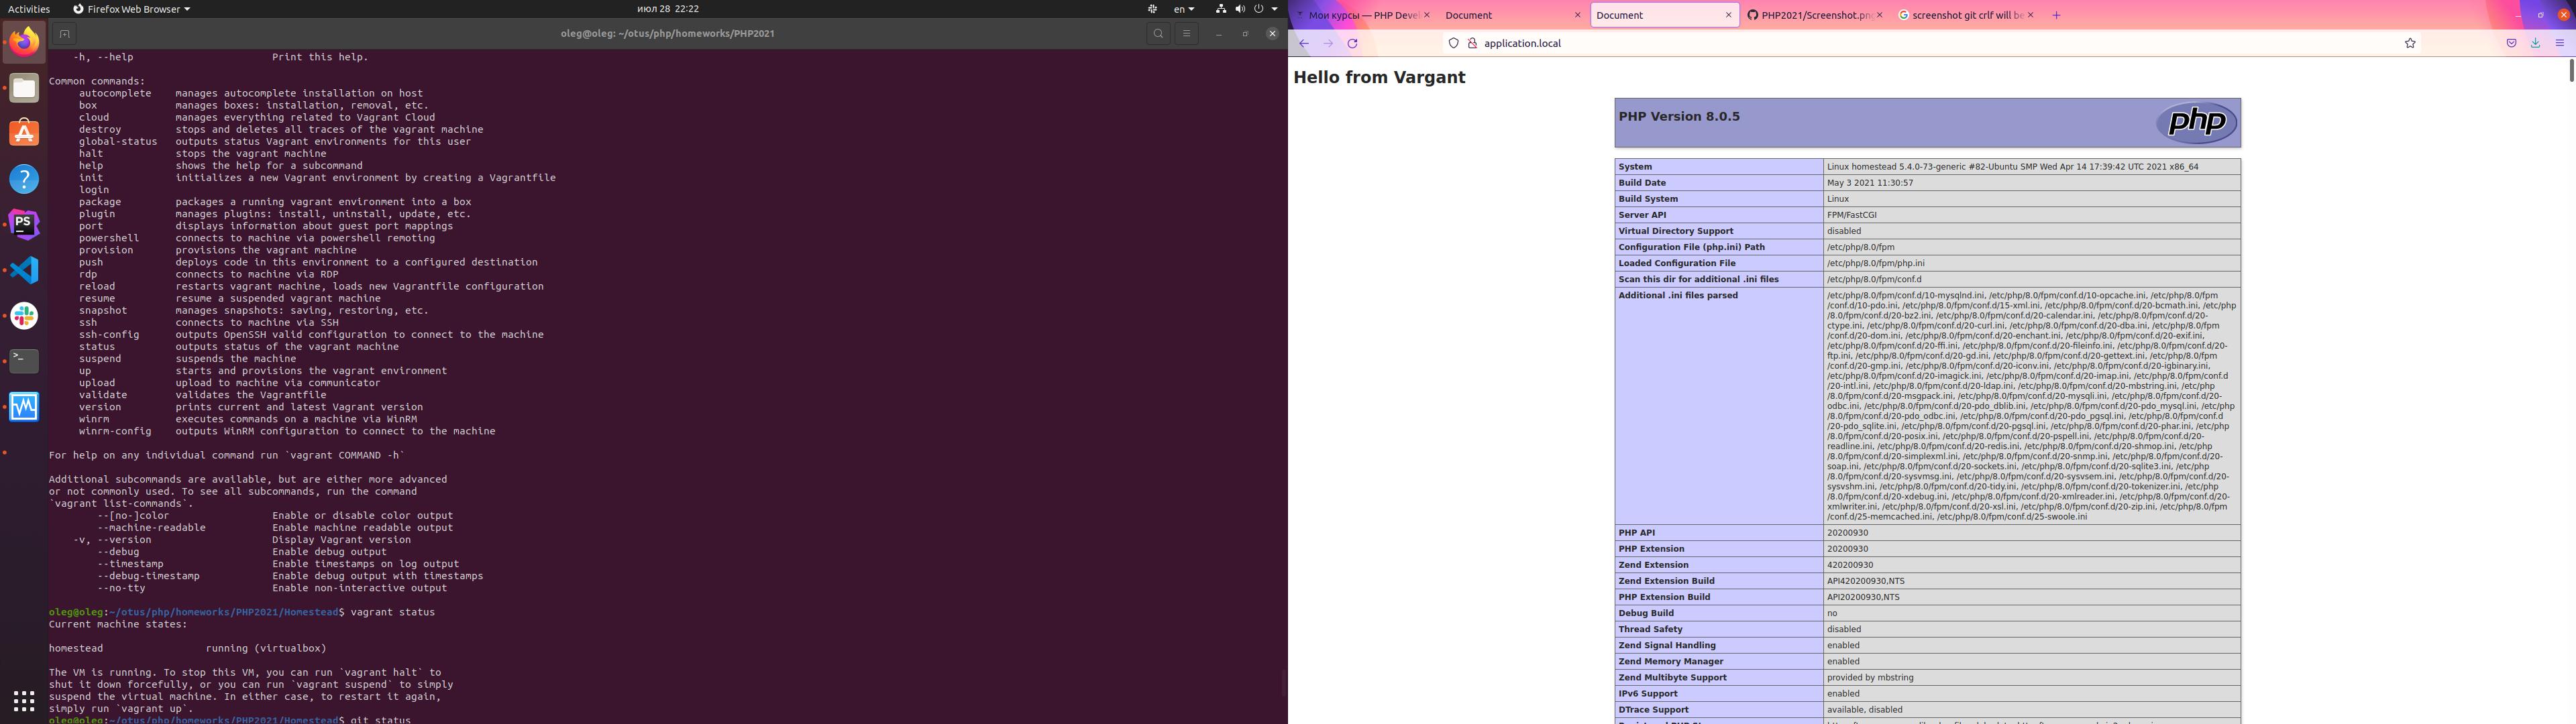 Activities
Firefox Web Browser
июл 28 22:22
en
oleg@oleg: ~/otus/php/homeworks/PHP2021
-h, --help Print this help.
Common commands:
autocomplete manages autocomplete installation on host
box manages boxes: installation, removal, etc.
cloud manages everything related to Vagrant Cloud
destroy stops and deletes all traces of the vagrant machine
global-status outputs status Vagrant environments for this user
halt stops the vagrant machine
help shows the help for a subcommand
init initializes a new Vagrant environment by creating a Vagrantfile
login
package packages a running vagrant environment into a box
plugin manages plugins: install, uninstall, update, etc.
port displays information about guest port mappings
powershell connects to machine via powershell remoting
provision provisions the vagrant machine
push deploys code in this environment to a configured destination
rdp connects to machine via RDP
reload restarts vagrant machine, loads new Vagrantfile configuration
resume resume a suspended vagrant machine
snapshot manages snapshots: saving, restoring, etc.
ssh connects to machine via SSH
ssh-config outputs OpenSSH valid configuration to connect to the machine
status outputs status of the vagrant machine
suspend suspends the machine
up starts and provisions the vagrant environment
upload upload to machine via communicator
validate validates the Vagrantfile
version prints current and latest Vagrant version
winrm executes commands on a machine via WinRM
winrm-config outputs WinRM configuration to connect to the machine
For help on any individual command run `vagrant COMMAND -h`
Additional subcommands are available, but are either more advanced
or not commonly used. To see all subcommands, run the command
`vagrant list-commands`.
--[no-]color Enable or disable color output
--machine-readable Enable machine readable output
-v, --version Display Vagrant version
--debug Enable debug output
--timestamp Enable timestamps on log output
--debug-timestamp Enable debug output with timestamps
--no-tty Enable non-interactive output
oleg@oleg:~/otus/php/homeworks/PHP2021/Homestead$ vagrant status
Current machine states:
homestead running (virtualbox)
The VM is running. To stop this VM, you can run `vagrant halt` to
shut it down forcefully, or you can run `vagrant suspend` to simply
suspend the virtual machine. In either case, to restart it again,
simply run `vagrant up`.
oleg@oleg:~/otus/php/homeworks/PHP2021/Homestead$ git status
Мои курсы — PHP Devel
Document
Document
PHP2021/Screenshot.png
screenshot git crlf will be
application.local
Hello from Vargant
PHP Version 8.0.5
php
System Linux homestead 5.4.0-73-generic #82-Ubuntu SMP Wed Apr 14 17:39:42 UTC 2021 x86_64
Build Date May 3 2021 11:30:57
Build System Linux
Server API FPM/FastCGI
Virtual Directory Support disabled
Configuration File (php.ini) Path /etc/php/8.0/fpm
Loaded Configuration File /etc/php/8.0/fpm/php.ini
Scan this dir for additional .ini files /etc/php/8.0/fpm/conf.d
Additional .ini files parsed /etc/php/8.0/fpm/conf.d/10-mysqlnd.ini, /etc/php/8.0/fpm/conf.d/10-opcache.ini, /etc/php/8.0/fpm
/conf.d/10-pdo.ini, /etc/php/8.0/fpm/conf.d/15-xml.ini, /etc/php/8.0/fpm/conf.d/20-bcmath.ini, /etc/php
/8.0/fpm/conf.d/20-bz2.ini, /etc/php/8.0/fpm/conf.d/20-calendar.ini, /etc/php/8.0/fpm/conf.d/20-
ctype.ini, /etc/php/8.0/fpm/conf.d/20-curl.ini, /etc/php/8.0/fpm/conf.d/20-dba.ini, /etc/php/8.0/fpm
/conf.d/20-dom.ini, /etc/php/8.0/fpm/conf.d/20-enchant.ini, /etc/php/8.0/fpm/conf.d/20-exif.ini,
/etc/php/8.0/fpm/conf.d/20-ffi.ini, /etc/php/8.0/fpm/conf.d/20-fileinfo.ini, /etc/php/8.0/fpm/conf.d/20-
ftp.ini, /etc/php/8.0/fpm/conf.d/20-gd.ini, /etc/php/8.0/fpm/conf.d/20-gettext.ini, /etc/php/8.0/fpm
/conf.d/20-gmp.ini, /etc/php/8.0/fpm/conf.d/20-iconv.ini, /etc/php/8.0/fpm/conf.d/20-igbinary.ini,
/etc/php/8.0/fpm/conf.d/20-imagick.ini, /etc/php/8.0/fpm/conf.d/20-imap.ini, /etc/php/8.0/fpm/conf.d
/20-intl.ini, /etc/php/8.0/fpm/conf.d/20-ldap.ini, /etc/php/8.0/fpm/conf.d/20-mbstring.ini, /etc/php
/8.0/fpm/conf.d/20-msgpack.ini, /etc/php/8.0/fpm/conf.d/20-mysqli.ini, /etc/php/8.0/fpm/conf.d/20-
odbc.ini, /etc/php/8.0/fpm/conf.d/20-pdo_dblib.ini, /etc/php/8.0/fpm/conf.d/20-pdo_mysql.ini, /etc/php
/8.0/fpm/conf.d/20-pdo_odbc.ini, /etc/php/8.0/fpm/conf.d/20-pdo_pgsql.ini, /etc/php/8.0/fpm/conf.d
/20-pdo_sqlite.ini, /etc/php/8.0/fpm/conf.d/20-pgsql.ini, /etc/php/8.0/fpm/conf.d/20-phar.ini, /etc/php
/8.0/fpm/conf.d/20-posix.ini, /etc/php/8.0/fpm/conf.d/20-pspell.ini, /etc/php/8.0/fpm/conf.d/20-
readline.ini, /etc/php/8.0/fpm/conf.d/20-redis.ini, /etc/php/8.0/fpm/conf.d/20-shmop.ini, /etc/php
/8.0/fpm/conf.d/20-simplexml.ini, /etc/php/8.0/fpm/conf.d/20-snmp.ini, /etc/php/8.0/fpm/conf.d/20-
soap.ini, /etc/php/8.0/fpm/conf.d/20-sockets.ini, /etc/php/8.0/fpm/conf.d/20-sqlite3.ini, /etc/php
/8.0/fpm/conf.d/20-sysvmsg.ini, /etc/php/8.0/fpm/conf.d/20-sysvsem.ini, /etc/php/8.0/fpm/conf.d/20-
sysvshm.ini, /etc/php/8.0/fpm/conf.d/20-tidy.ini, /etc/php/8.0/fpm/conf.d/20-tokenizer.ini, /etc/php
/8.0/fpm/conf.d/20-xdebug.ini, /etc/php/8.0/fpm/conf.d/20-xmlreader.ini, /etc/php/8.0/fpm/conf.d/20-
xmlwriter.ini, /etc/php/8.0/fpm/conf.d/20-xsl.ini, /etc/php/8.0/fpm/conf.d/20-zip.ini, /etc/php/8.0/fpm
/conf.d/25-memcached.ini, /etc/php/8.0/fpm/conf.d/25-swoole.ini
PHP API 20200930
PHP Extension 20200930
Zend Extension 420200930
Zend Extension Build API420200930,NTS
PHP Extension Build API20200930,NTS
Debug Build no
Thread Safety disabled
Zend Signal Handling enabled
Zend Memory Manager enabled
Zend Multibyte Support provided by mbstring
IPv6 Support enabled
DTrace Support available, disabled